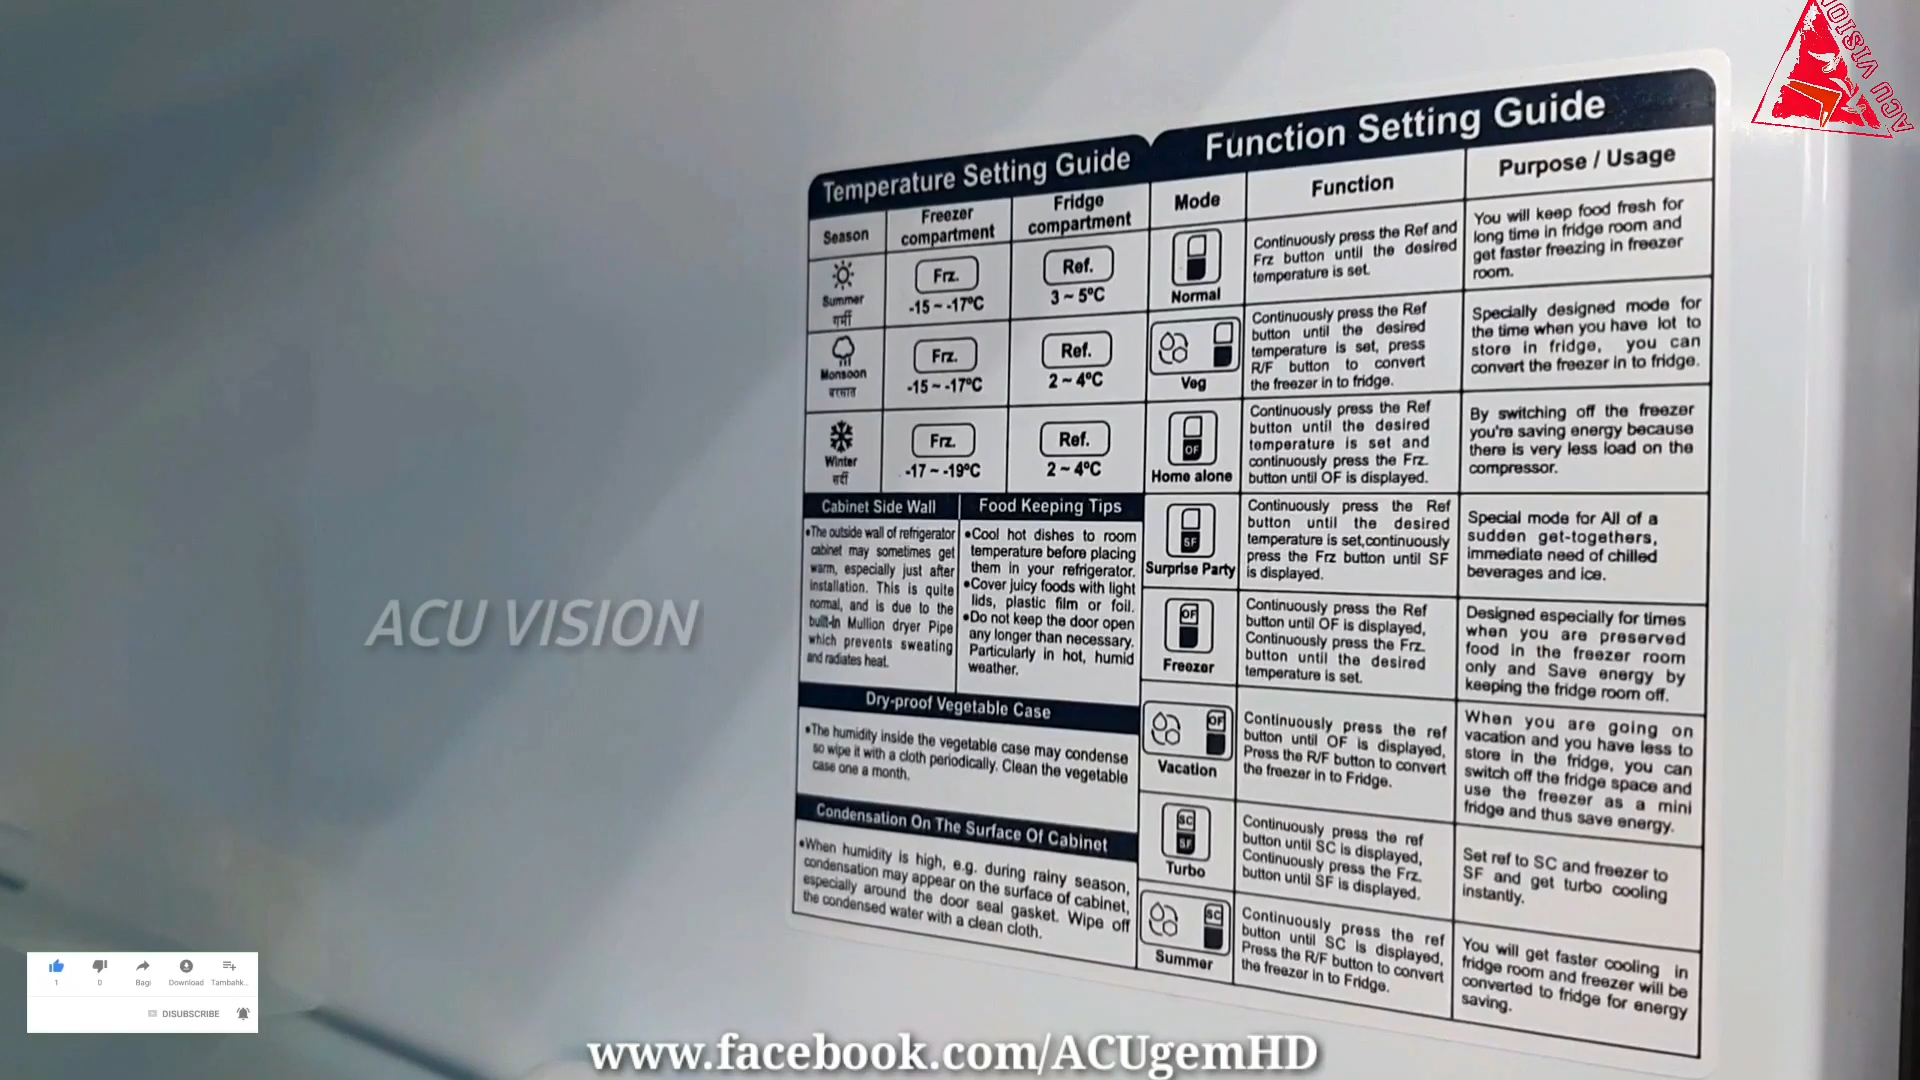 ACU VISION
Temperature Setting Guide
Season
Freezer
compartment
Fridge
compartment
Summer
गर्मी
Frz.
-15 ~ -17ºC
Ref.
3 ~ 5ºC
Monsoon
बरसात
Frz.
-15 ~ -17ºC
Ref.
2 ~ 4ºC
Winter
सर्दी
Frz.
-17 ~ -19ºC
Ref.
2 ~ 4ºC
Cabinet Side Wall
•The outside wall of refrigerator
cabinet may sometimes get
warm, especially just after
installation. This is quite
normal, and is due to the
built-in Mullion dryer Pipe
which prevents sweating
and radiates heat.
Food Keeping Tips
•Cool hot dishes to room
temperature before placing
them in your refrigerator.
•Cover juicy foods with light
lids, plastic film or foil.
•Do not keep the door open
any longer than necessary.
Particularly in hot, humid
weather.
Dry-proof Vegetable Case
•The humidity inside the vegetable case may condense
so wipe it with a cloth periodically. Clean the vegetable
case one a month.
Condensation On The Surface Of Cabinet
•When humidity is high, e.g. during rainy season,
condensation may appear on the surface of cabinet,
especially around the door seal gasket. Wipe off
the condensed water with a clean cloth.
Function Setting Guide
Mode
Function
Purpose / Usage
Normal
Continuously press the Ref and
Frz button until the desired
temperature is set.
You will keep food fresh for
long time in fridge room and
get faster freezing in freezer
room.
Veg
Continuously press the Ref
button until the desired
temperature is set, press
R/F button to convert
the freezer in to fridge.
Specially designed mode for
the time when you have lot to
store in fridge, you can
convert the freezer in to fridge.
OF
Home alone
Continuously press the Ref
button until the desired
temperature is set and
continuously press the Frz.
button until OF is displayed.
By switching off the freezer
you're saving energy because
there is very less load on the
compressor.
SF
Surprise Party
Continuously press the Ref
button until the desired
temperature is set,continuously
press the Frz button until SF
is displayed.
Special mode for All of a
sudden get-togethers,
immediate need of chilled
beverages and ice.
OF
Freezer
Continuously press the Ref
button until OF is displayed,
Continuously press the Frz.
button until the desired
temperature is set.
Designed especially for times
when you are preserved
food in the freezer room
only and Save energy by
keeping the fridge room off.
OF
Vacation
Continuously press the ref
button until OF is displayed,
Press the R/F button to convert
the freezer in to Fridge.
When you are going on
vacation and you have less to
store in the fridge, you can
switch off the fridge space and
use the freezer as a mini
fridge and thus save energy.
SC
SF
Turbo
Continuously press the ref
button until SC is displayed,
Continuously press the Frz.
button until SF is displayed.
Set ref to SC and freezer to
SF and get turbo cooling
instantly.
SC
Summer
Continuously press the ref
button until SC is displayed,
Press the R/F button to convert
the freezer in to Fridge.
You will get faster cooling in
fridge room and freezer will be
converted to fridge for energy
saving.
ACU VISION
1
0
Bagi
Download
Tambahk..
DISUBSCRIBE
www.facebook.com/ACUgemHD